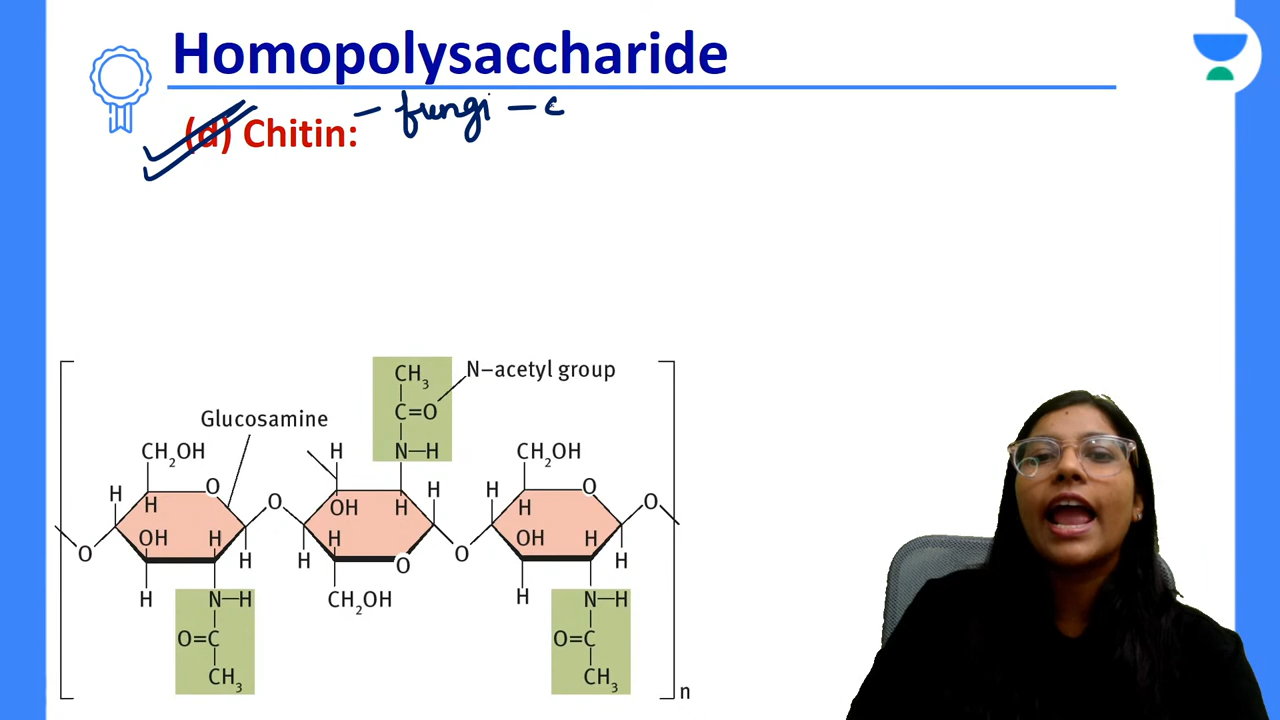 Homopolysaccharide
(d) Chitin: - fungi - c
CH3
N-acetyl group
C=O
Glucosamine
CH2OH H N-H CH2OH
H O O H H O O
H OH H H
OH H H OH H
O H H O H
O
H N-H CH2OH H N-H
O=C O=C
CH3 CH3
n